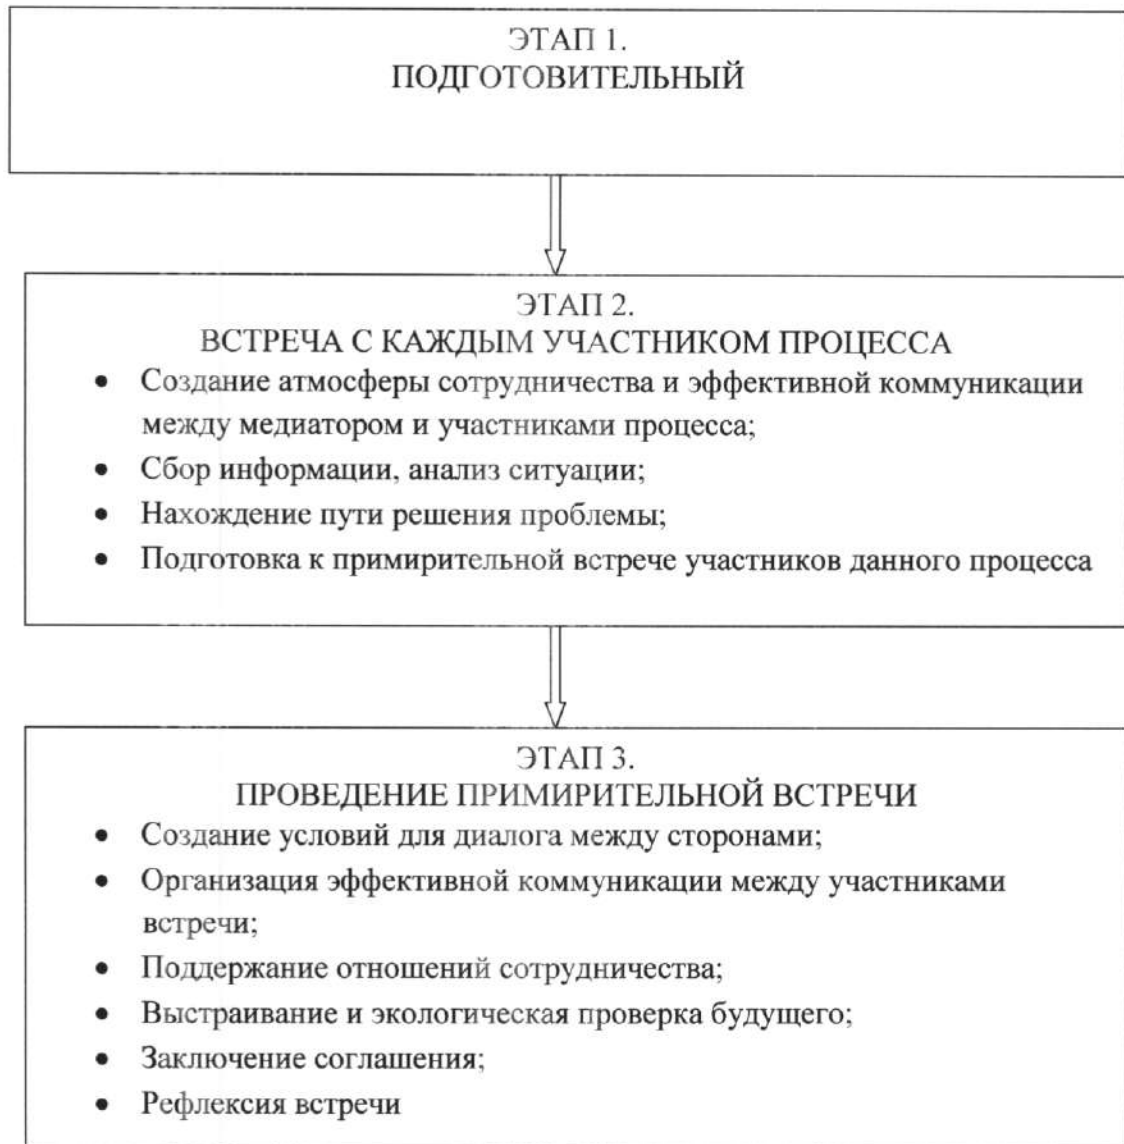 ЭТАП 1.
ПОДГОТОВИТЕЛЬНЫЙ
ЭТАП 2.
ВСТРЕЧА С КАЖДЫМ УЧАСТНИКОМ ПРОЦЕССА
• Создание атмосферы сотрудничества и эффективной коммуникации
между медиатором и участниками процесса;
• Сбор информации, анализ ситуации;
• Нахождение пути решения проблемы;
• Подготовка к примирительной встрече участников данного процесса
ЭТАП 3.
ПРОВЕДЕНИЕ ПРИМИРИТЕЛЬНОЙ ВСТРЕЧИ
• Создание условий для диалога между сторонами;
• Организация эффективной коммуникации между участниками
встречи;
• Поддержание отношений сотрудничества;
• Выстраивание и экологическая проверка будущего;
• Заключение соглашения;
• Рефлексия встречи